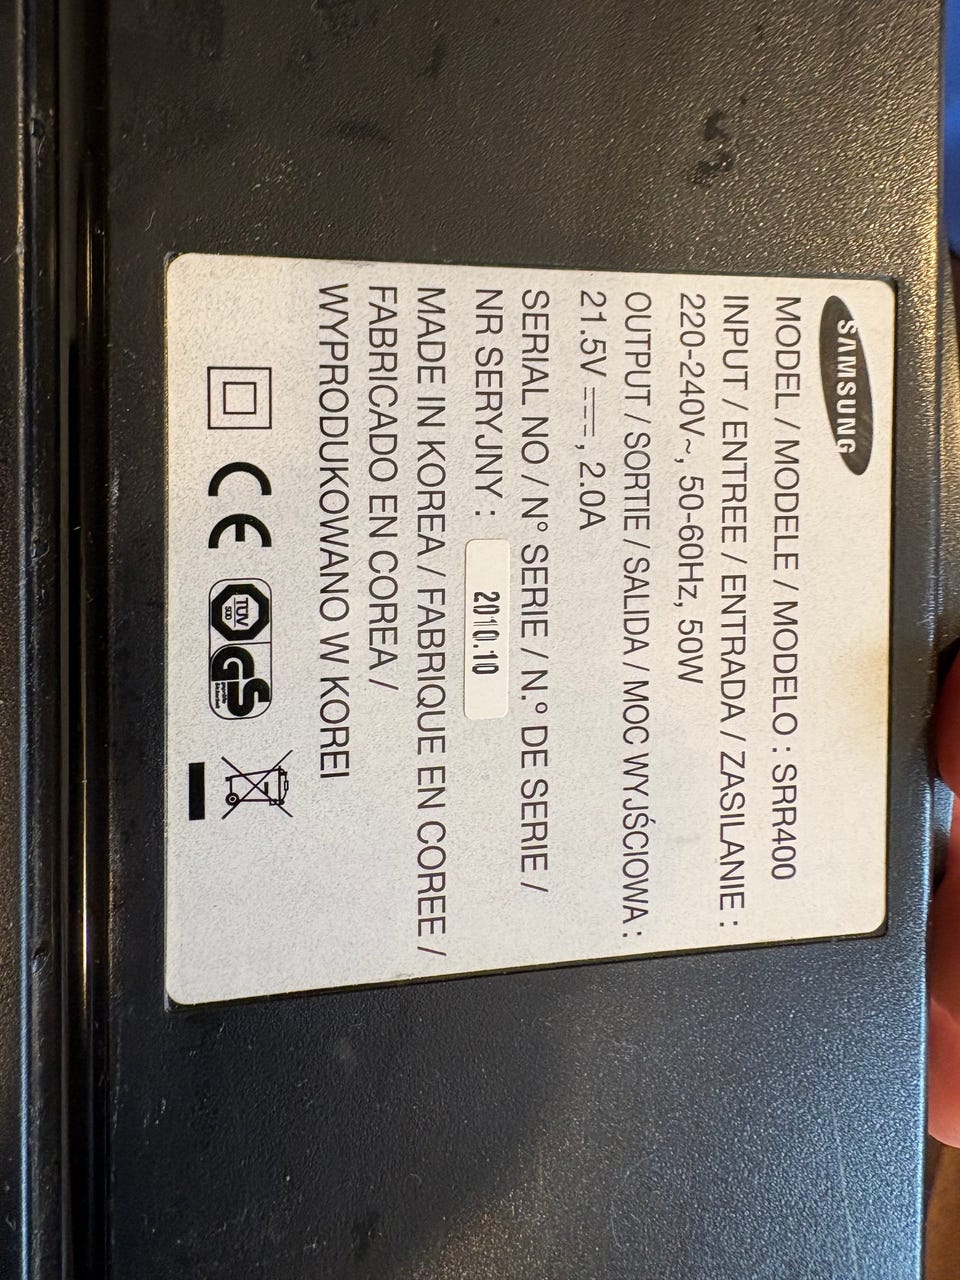 SAMSUNG
MODEL / MODELE / MODELO : SRR400
INPUT / ENTREE / ENTRADA / ZASILANIE :
220-240V~, 50-60Hz, 50W
OUTPUT / SORTIE / SALIDA / MOC WYJŚCIOWA :
21.5V ⎓, 2.0A
SERIAL NO / N° SERIE / N.° DE SERIE /
NR SERYJNY : 2010.10
MADE IN KOREA / FABRIQUE EN COREE /
FABRICADO EN COREA /
WYPRODUKOWANO W KOREI
CE TÜV SÜD GS